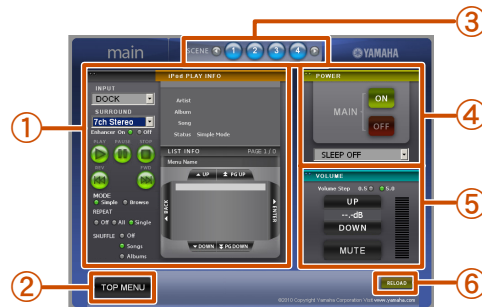 ③
main
SCENE 1 2 3 4
YAMAHA
①
INPUT
DOCK
SURROUND
7ch Stereo
Enhancer On Off
PLAY PAUSE STOP
REV FWD
MODE
Simple Browse
REPEAT
Off All Single
SHUFFLE Off
Songs
Albums
iPod PLAY INFO
Artist
Album
Song
Status Simple Mode
LIST INFO PAGE 1 / 0
Menu Name
UP PG UP
BACK
ENTER
DOWN PG DOWN
④
POWER
MAIN
ON
OFF
SLEEP OFF
⑤
VOLUME
Volume Step 0.5 5.0
UP
--.-dB
DOWN
MUTE
②
TOP MENU
⑥
RELOAD
©2010 Copyright Yamaha Corporation Visit www.yamaha.com